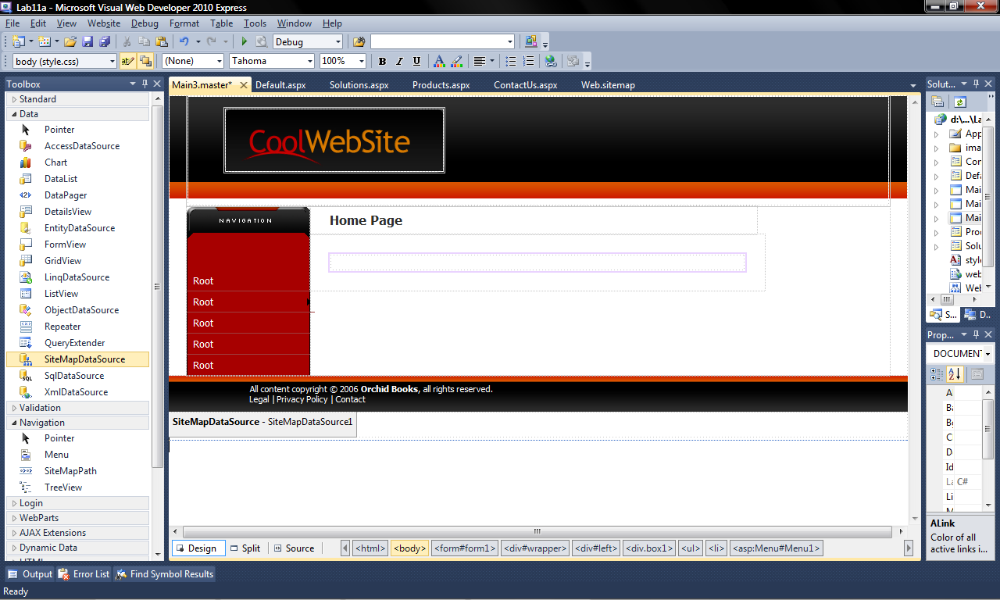 Lab11a - Microsoft Visual Web Developer 2010 Express
File Edit View Website Debug Format Table Tools Window Help
Debug
body (style.css) (None) Tahoma 100% B I U A
Toolbox
Standard
Data
Pointer
AccessDataSource
Chart
DataList
DataPager
DetailsView
EntityDataSource
FormView
GridView
LinqDataSource
ListView
ObjectDataSource
Repeater
QueryExtender
SiteMapDataSource
SqlDataSource
XmlDataSource
Validation
Navigation
Pointer
Menu
SiteMapPath
TreeView
Login
WebParts
AJAX Extensions
Dynamic Data
Main3.master* Default.aspx Solutions.aspx Products.aspx ContactUs.aspx Web.sitemap
CoolWebSite
NAVIGATION
Home Page
Root
Root
Root
Root
Root
All content copyright © 2006 Orchid Books, all rights reserved.
Legal | Privacy Policy | Contact
SiteMapDataSource - SiteMapDataSource1
Design Split Source <html> <body> <form#form1> <div#wrapper> <div#left> <div.box1> <ul> <li> <asp:Menu#Menu1>
Solut...
d:\...\La
App
ima
Con
Defa
Mai
Mai
Mai
Pro
Solu
style
web
Web
S... D..
Prop...
DOCUMENT
A
Ba
Bg
C
D
Id
La C#
Li
ALink
Color of all
active links i...
Output Error List Find Symbol Results
Ready